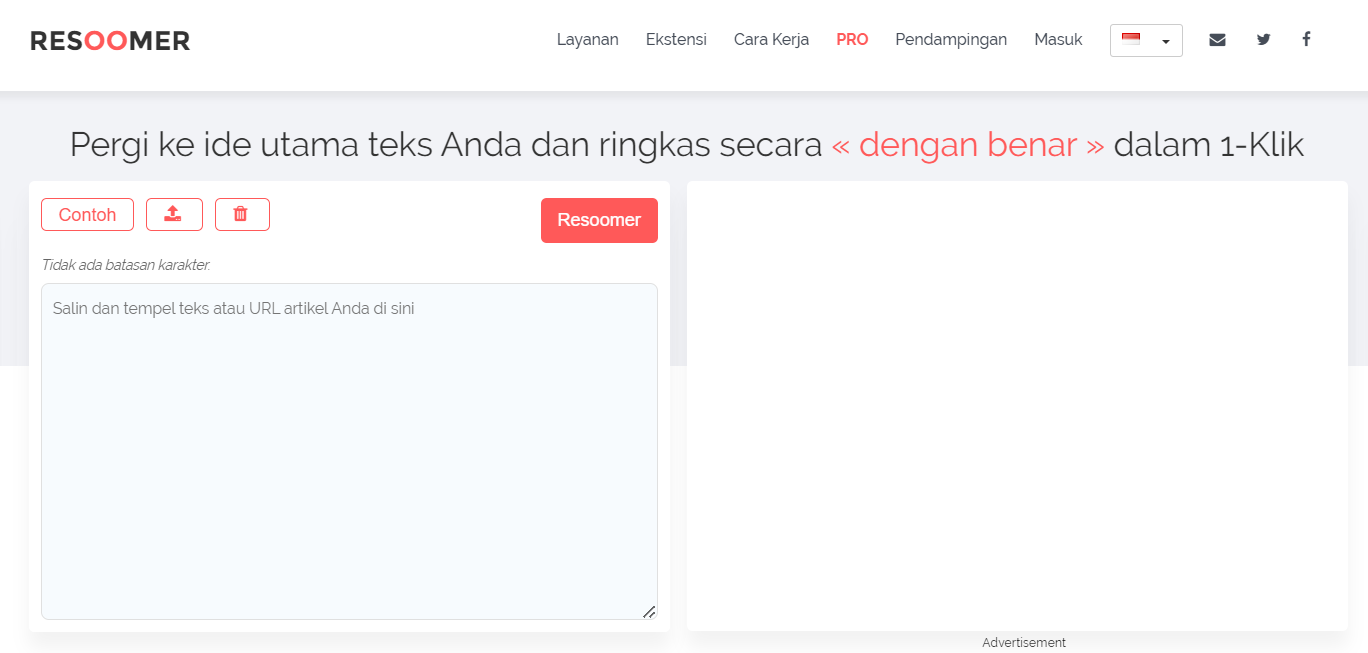 RESOOMER
Layanan Ekstensi Cara Kerja PRO Pendampingan Masuk
Pergi ke ide utama teks Anda dan ringkas secara « dengan benar » dalam 1-Klik
Contoh
Resoomer
Tidak ada batasan karakter.
Salin dan tempel teks atau URL artikel Anda di sini
Advertisement